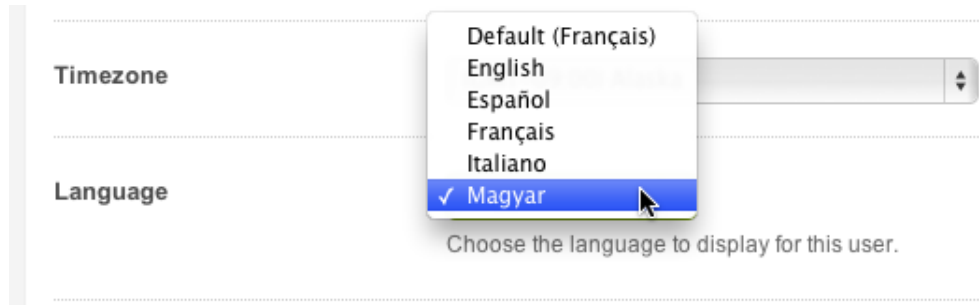 Default (Français)
Timezone
English
Español
Français
Italiano
Language
✓ Magyar
Choose the language to display for this user.